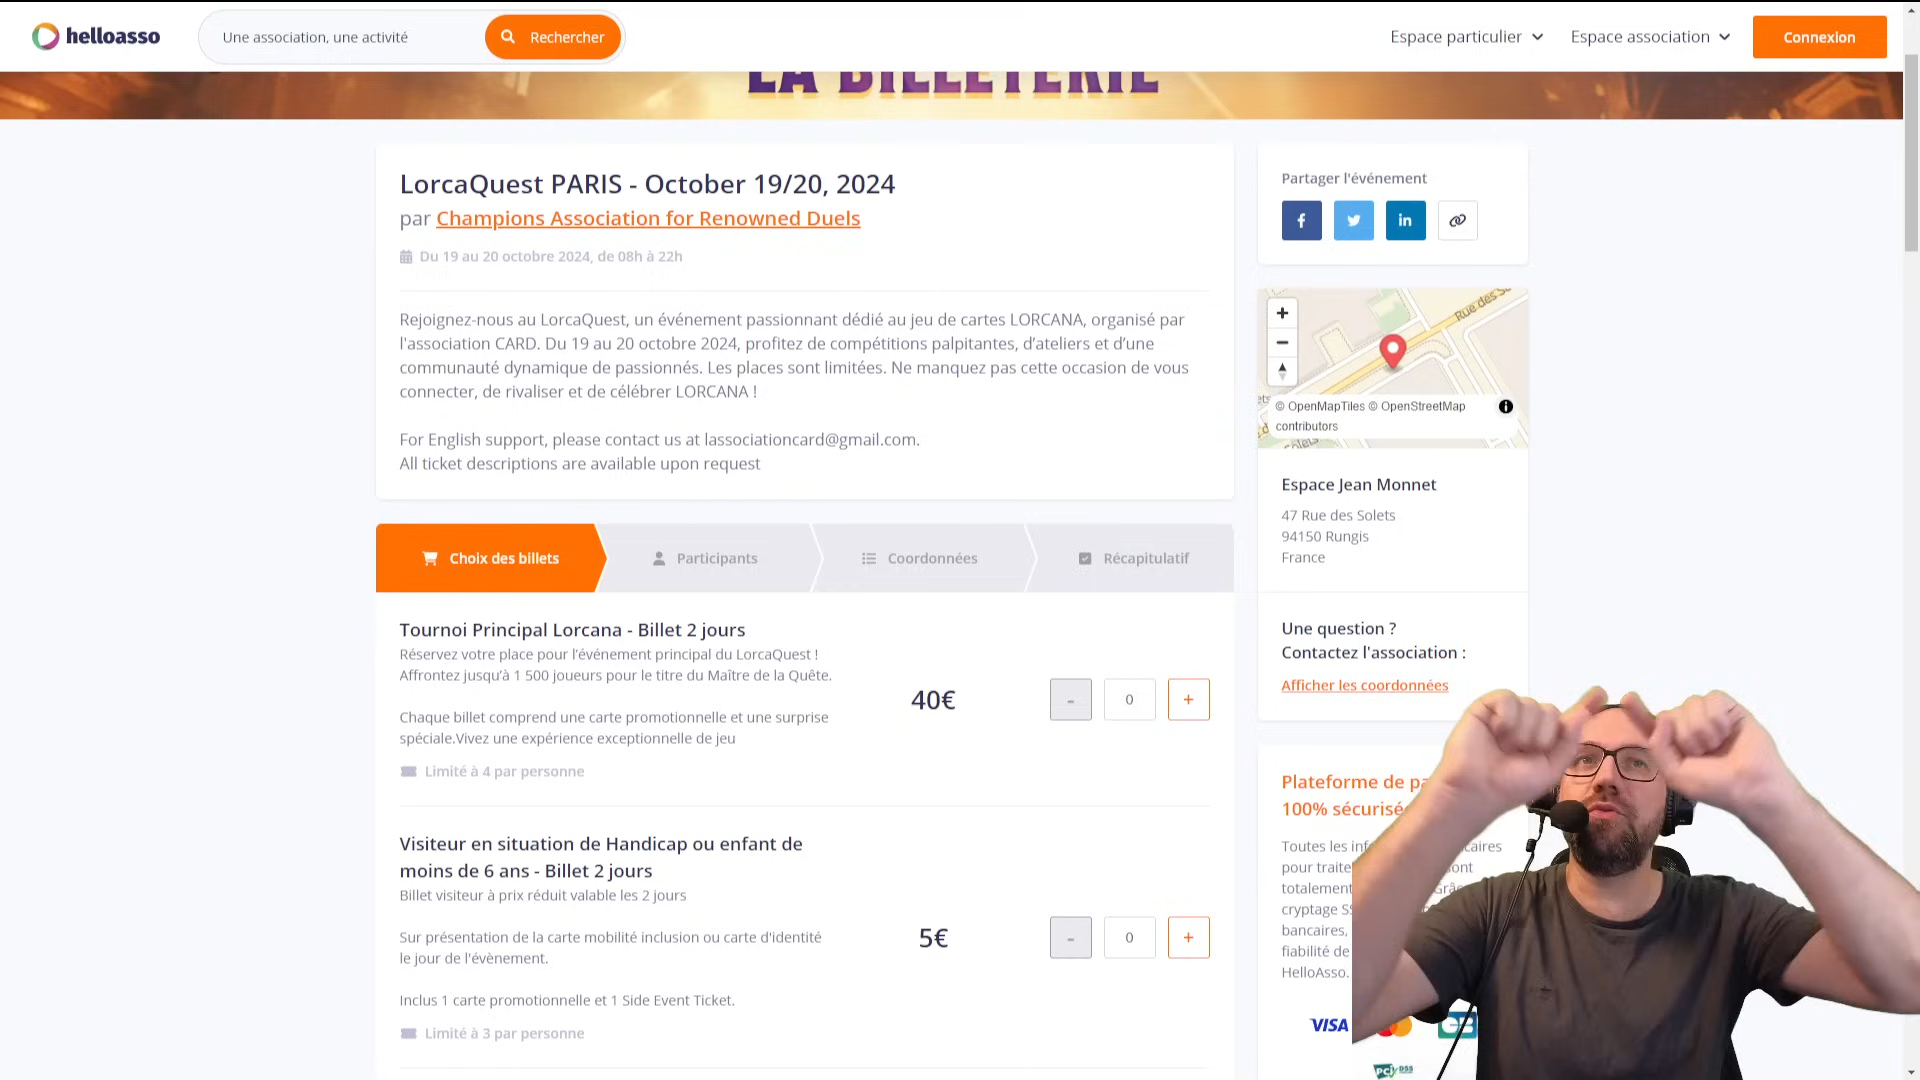 helloasso
Une association, une activité
Rechercher
Espace particulier
Espace association
Connexion
LA BILLETERIE
LorcaQuest PARIS - October 19/20, 2024
par Champions Association for Renowned Duels
Du 19 au 20 octobre 2024, de 08h à 22h
Rejoignez-nous au LorcaQuest, un événement passionnant dédié au jeu de cartes LORCANA, organisé par
l'association CARD. Du 19 au 20 octobre 2024, profitez de compétitions palpitantes, d'ateliers et d'une
communauté dynamique de passionnés. Les places sont limitées. Ne manquez pas cette occasion de vous
connecter, de rivaliser et de célébrer LORCANA !
For English support, please contact us at lassociationcard@gmail.com.
All ticket descriptions are available upon request
Choix des billets
Participants
Coordonnées
Récapitulatif
Tournoi Principal Lorcana - Billet 2 jours
Réservez votre place pour l'événement principal du LorcaQuest !
Affrontez jusqu'à 1 500 joueurs pour le titre du Maître de la Quête.
Chaque billet comprend une carte promotionnelle et une surprise
spéciale.Vivez une expérience exceptionnelle de jeu
Limité à 4 par personne
40€
-
0
+
Visiteur en situation de Handicap ou enfant de
moins de 6 ans - Billet 2 jours
Billet visiteur à prix réduit valable les 2 jours
Sur présentation de la carte mobilité inclusion ou carte d'identité
le jour de l'évènement.
Inclus 1 carte promotionnelle et 1 Side Event Ticket.
Limité à 3 par personne
5€
-
0
+
Partager l'événement
Rue des So
© OpenMapTiles © OpenStreetMap
contributors
Solets
Espace Jean Monnet
47 Rue des Solets
94150 Rungis
France
Une question ?
Contactez l'association :
Afficher les coordonnées
Plateforme de pa
100% sécurisé
Toutes les inf caires
pour traite sont
totalement Grâ
cryptage SS
bancaires,
fiabilité de
HelloAsso.
VISA
PCI DSS